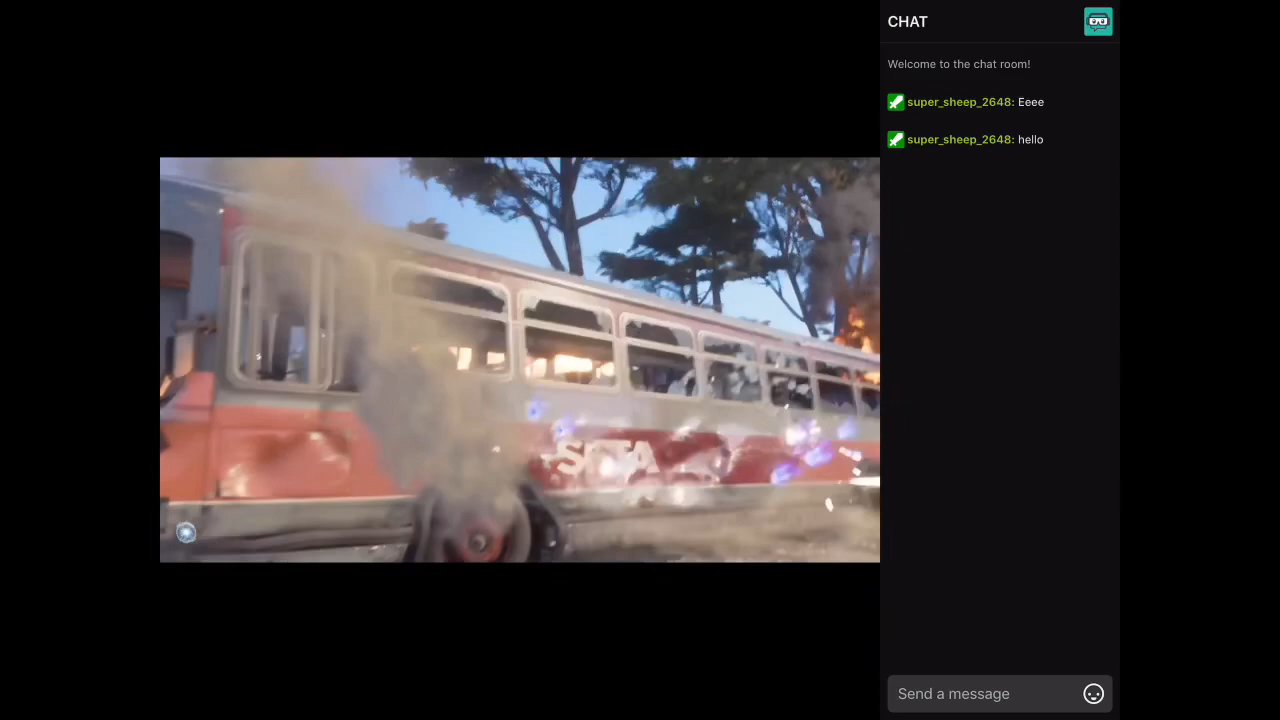 CHAT
Welcome to the chat room!
super_sheep_2648: Eeee
super_sheep_2648: hello
Send a message